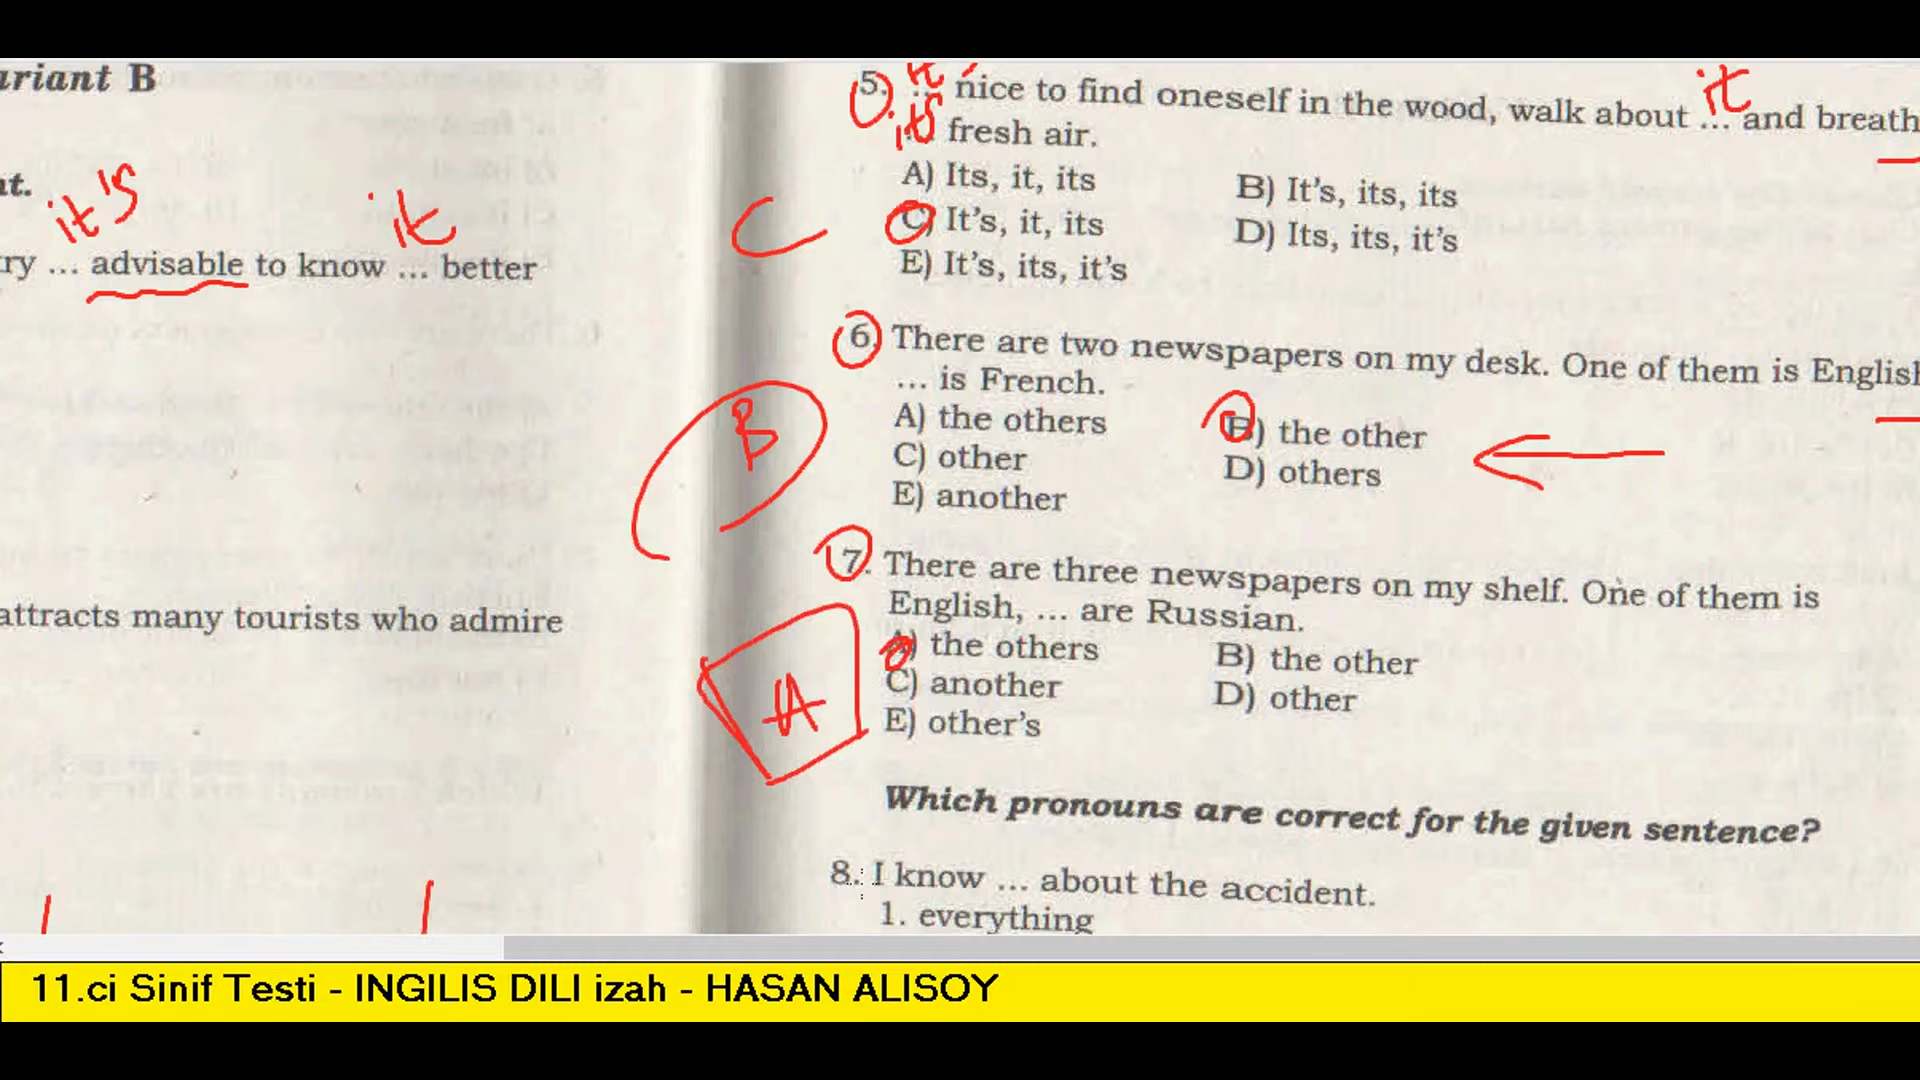 ariant B
nt.
it's it
ry ... advisable to know ... better
attracts many tourists who admire
5. ... nice to find oneself in the wood, walk about ... and breath
it
it
its
fresh air.
A) Its, it, its B) It's, its, its
C) It's, it, its D) Its, its, it's
E) It's, its, it's
C
6. There are two newspapers on my desk. One of them is English
... is French.
A) the others B) the other
C) other D) others
E) another
B
7. There are three newspapers on my shelf. One of them is
English, ... are Russian.
A) the others B) the other
C) another D) other
E) other's
A
Which pronouns are correct for the given sentence?
8. I know ... about the accident.
1. everything
11.ci Sinif Testi - INGILIS DILI izah - HASAN ALISOY